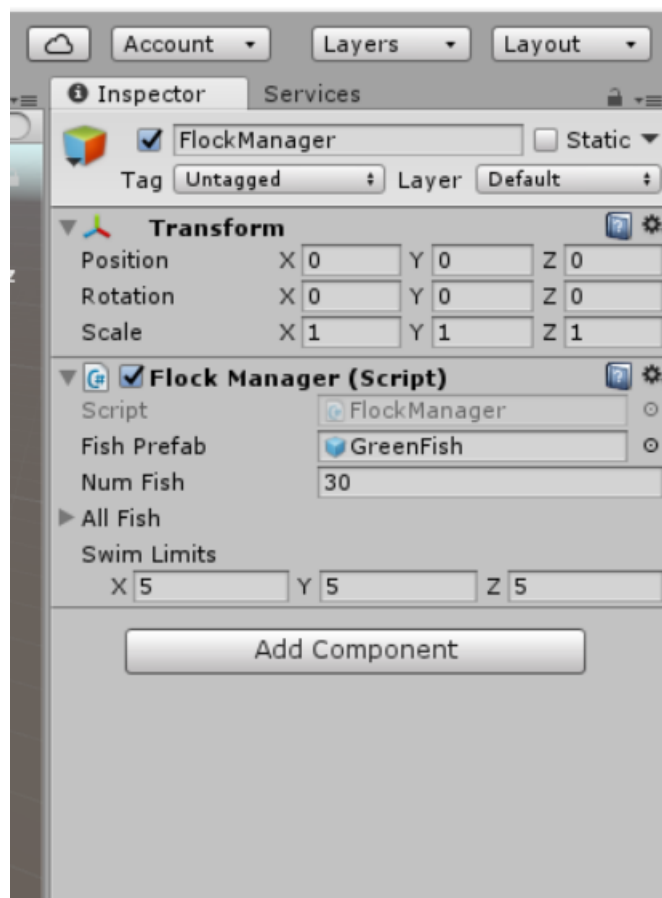 Account Layers Layout
Inspector Services
FlockManager Static
Tag Untagged Layer Default
Transform
Position X 0 Y 0 Z 0
Rotation X 0 Y 0 Z 0
Scale X 1 Y 1 Z 1
Flock Manager (Script)
Script FlockManager
Fish Prefab GreenFish
Num Fish 30
All Fish
Swim Limits
X 5 Y 5 Z 5
Add Component